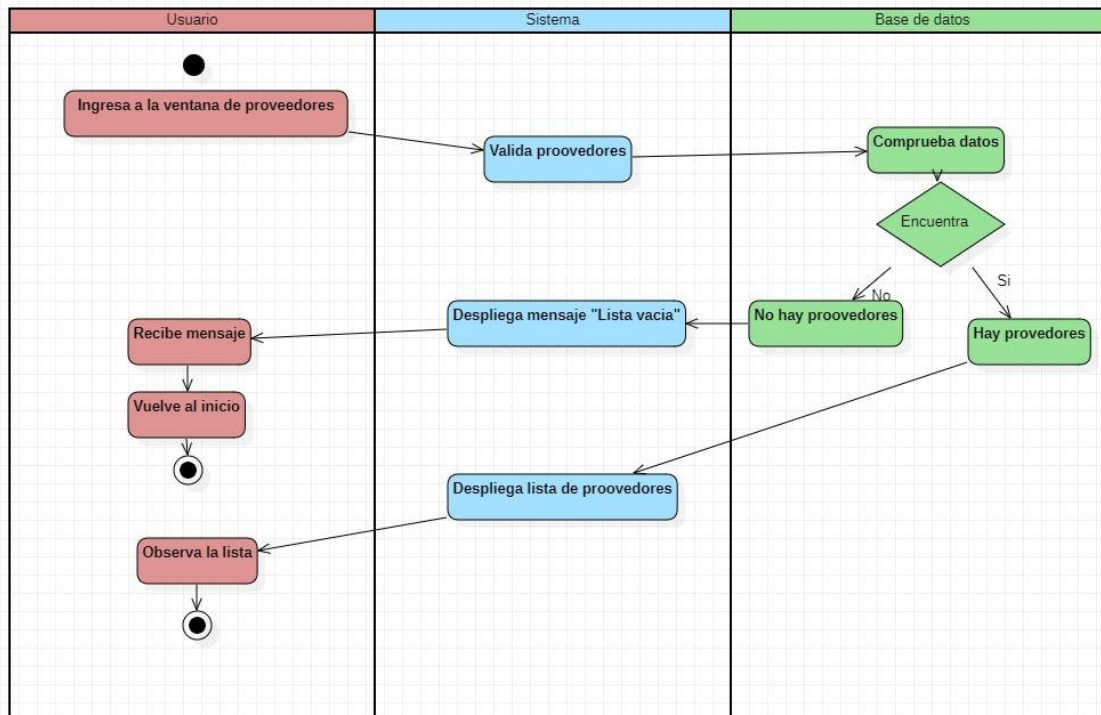 Usuario
Sistema
Base de datos
Ingresa a la ventana de proveedores
Valida proovedores
Comprueba datos
Encuentra
Si
No
Despliega mensaje "Lista vacia"
No hay proovedores
Recibe mensaje
Hay provedores
Vuelve al inicio
Despliega lista de proovedores
Observa la lista